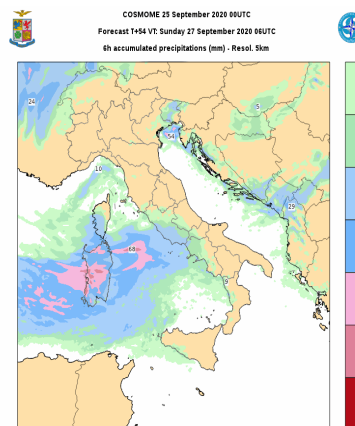 COSMOME 25 September 2020 00UTC
Forecast T+54 VT: Sunday 27 September 2020 06UTC
6h accumulated precipitations (mm) - Resol. 5km
24
5
54
10
29
68
9